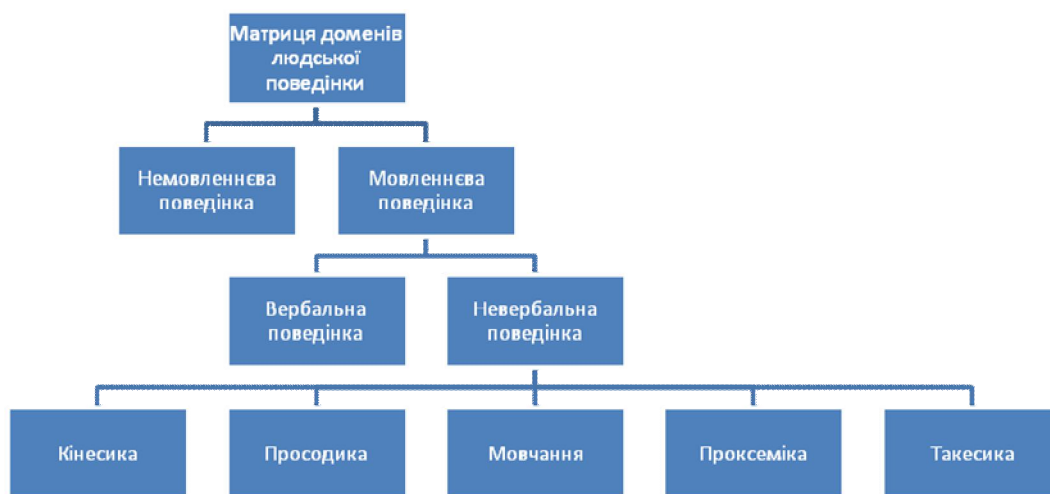 Матриця доменів
людської
поведінки
Немовленнєва
поведінка
Мовленнєва
поведінка
Вербальна
поведінка
Невербальна
поведінка
Кінесика
Просодика
Мовчання
Проксеміка
Такесика